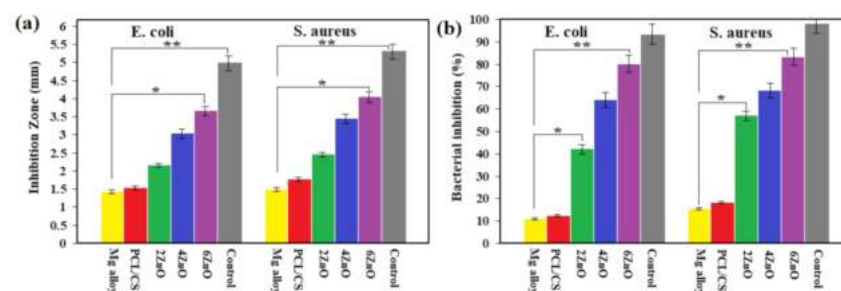 (a)
E. coli
S. aureus
**
**
*
*
Inhibition Zone (mm)
6
5.5
5
4.5
4
3.5
3
2.5
2
1.5
1
0.5
0
Mg alloy
PCL/CS
2ZnO
4ZnO
6ZnO
Control
Mg alloy
PCL/CS
2ZnO
4ZnO
6ZnO
Control
(b)
E. coli
S. aureus
**
**
*
*
Bacterial inhibition (%)
100
90
80
70
60
50
40
30
20
10
0
Mg alloy
PCL/CS
2ZnO
4ZnO
6ZnO
Control
Mg alloy
PCL/CS
2ZnO
4ZnO
6ZnO
Control